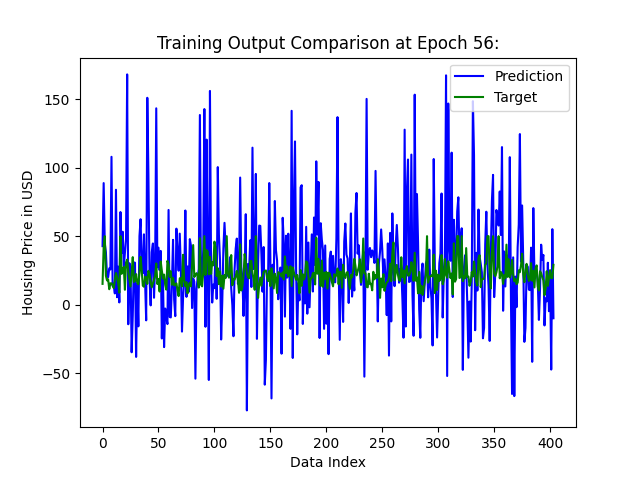 Training Output Comparison at Epoch 56:
Prediction
Target
Housing Price in USD
150
100
50
0
−50
0 50 100 150 200 250 300 350 400
Data Index